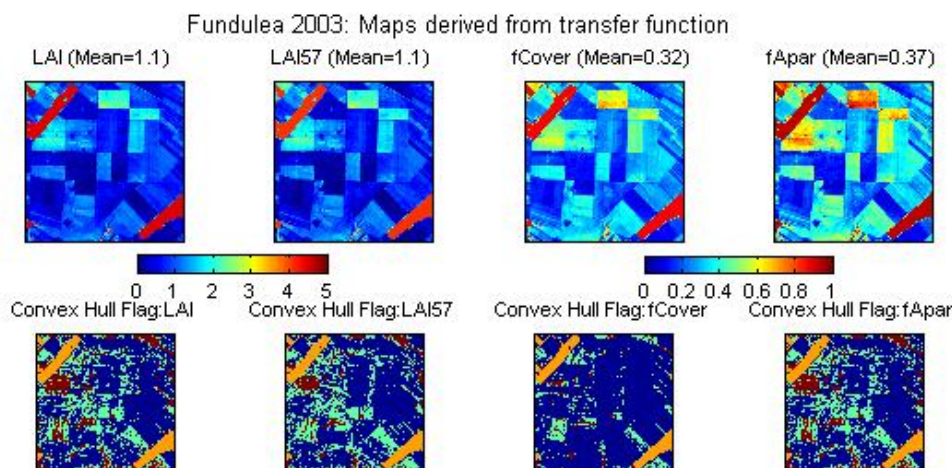 Fundulea 2003: Maps derived from transfer function
LAI (Mean=1.1) LAI57 (Mean=1.1) fCover (Mean=0.32) fApar (Mean=0.37)
0 1 2 3 4 5 0 0.2 0.4 0.6 0.8 1
Convex Hull Flag:LAI Convex Hull Flag:LAI57 Convex Hull Flag:fCover Convex Hull Flag:fApar